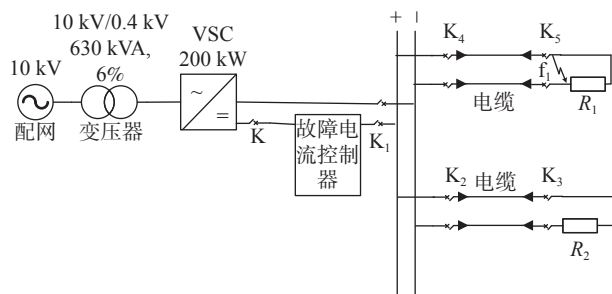 10 kV/0.4 kV
630 kVA,
6%
10 kV
配网
变压器
VSC
200 kW
~
=
K
故障电
流控制
器
K₁
+
−
K₄
K₅
f₁
电缆
R₁
K₂
电缆
K₃
R₂